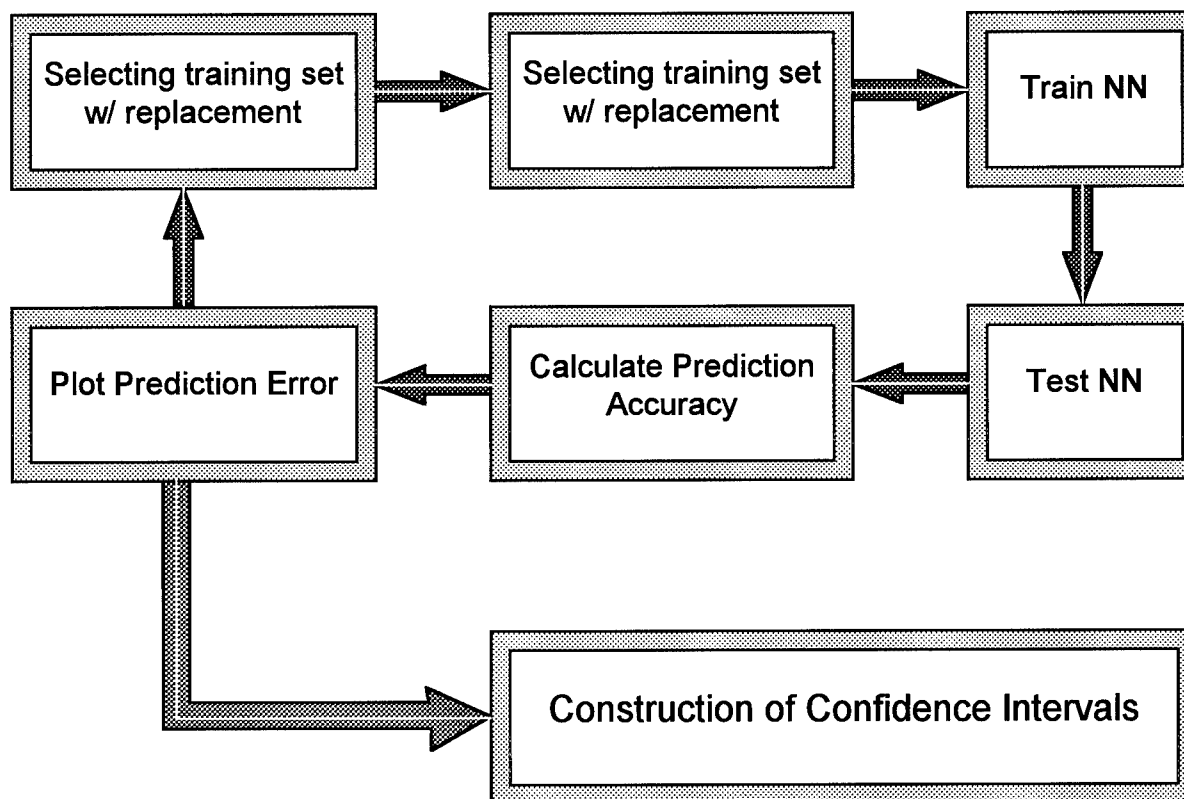 Selecting training set
w/ replacement
Selecting training set
w/ replacement
Train NN
Plot Prediction Error
Calculate Prediction
Accuracy
Test NN
Construction of Confidence Intervals